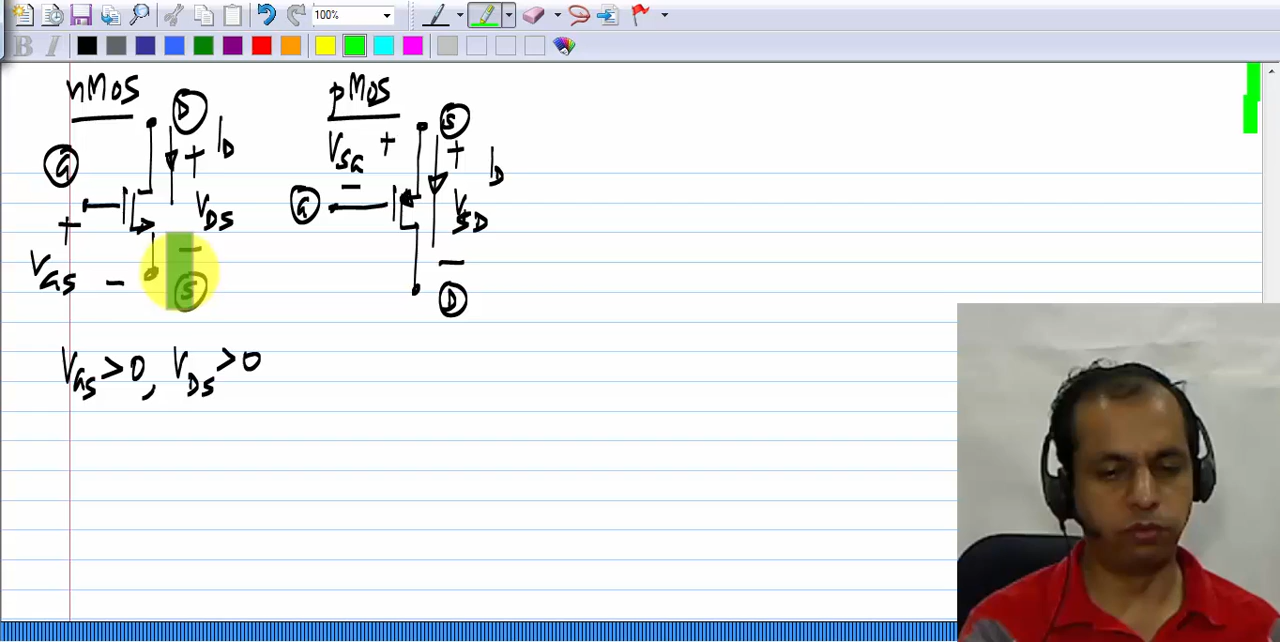 100%
B I
nMOS pMOS
D S
ID VSG + + ID
G + G −
VDS VSD
+ −
VGS − S − D
VGS > 0, VDS > 0